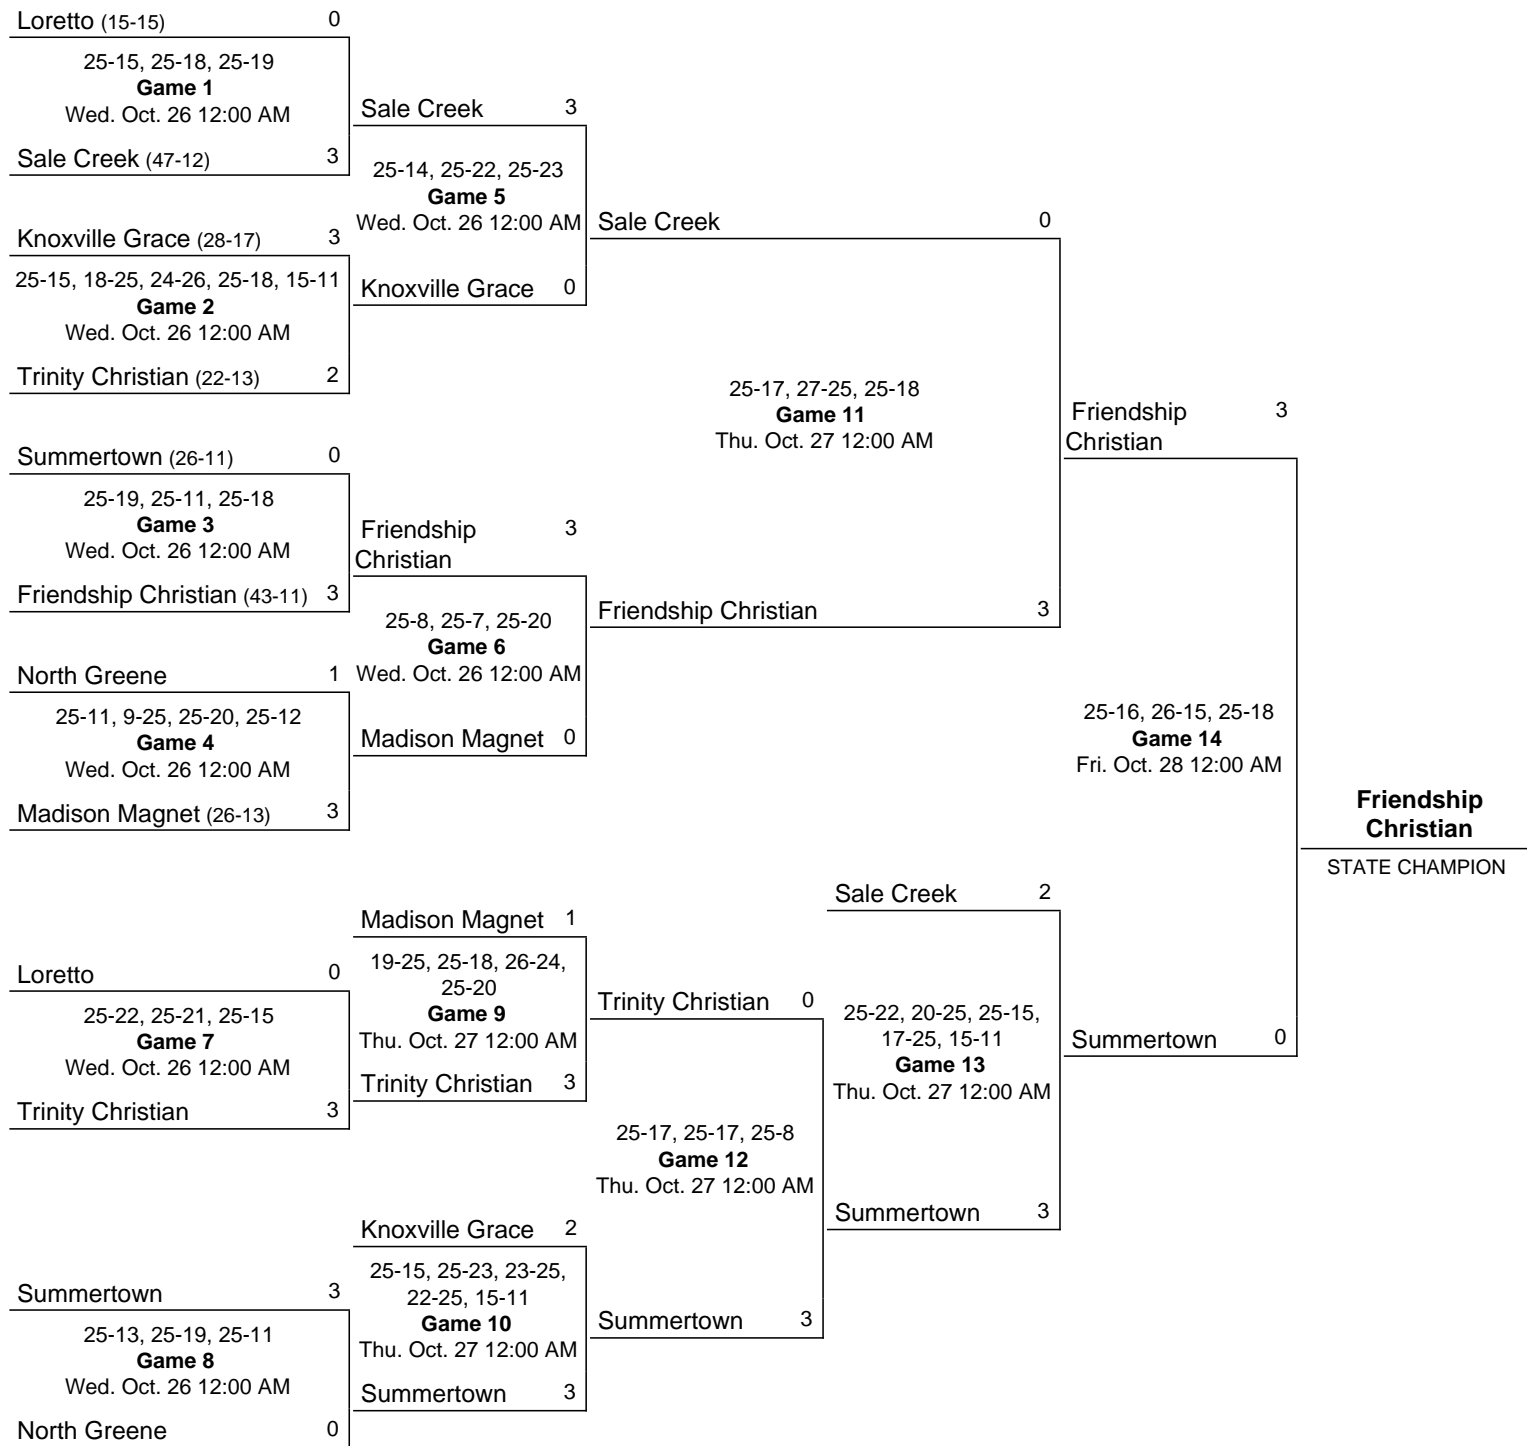 Loretto (15-15) 0
25-15, 25-18, 25-19
Game 1
Wed. Oct. 26 12:00 AM
Sale Creek (47-12) 3
Knoxville Grace (28-17) 3
25-15, 18-25, 24-26, 25-18, 15-11
Game 2
Wed. Oct. 26 12:00 AM
Trinity Christian (22-13) 2
Summertown (26-11) 0
25-19, 25-11, 25-18
Game 3
Wed. Oct. 26 12:00 AM
Friendship Christian (43-11) 3
North Greene 1
25-11, 9-25, 25-20, 25-12
Game 4
Wed. Oct. 26 12:00 AM
Madison Magnet (26-13) 3
Sale Creek 3
25-14, 25-22, 25-23
Game 5
Wed. Oct. 26 12:00 AM
Knoxville Grace 0
Friendship 3
Christian
25-8, 25-7, 25-20
Game 6
Wed. Oct. 26 12:00 AM
Madison Magnet 0
Sale Creek 0
25-17, 27-25, 25-18
Game 11
Thu. Oct. 27 12:00 AM
Friendship Christian 3
Friendship 3
Christian
25-16, 26-15, 25-18
Game 14
Fri. Oct. 28 12:00 AM
Summertown 0
Friendship
Christian
STATE CHAMPION
Loretto 0
25-22, 25-21, 25-15
Game 7
Wed. Oct. 26 12:00 AM
Trinity Christian 3
Summertown 3
25-13, 25-19, 25-11
Game 8
Wed. Oct. 26 12:00 AM
North Greene 0
Madison Magnet 1
19-25, 25-18, 26-24,
25-20
Game 9
Thu. Oct. 27 12:00 AM
Trinity Christian 3
Knoxville Grace 2
25-15, 25-23, 23-25,
22-25, 15-11
Game 10
Thu. Oct. 27 12:00 AM
Summertown 3
Trinity Christian 0
25-17, 25-17, 25-8
Game 12
Thu. Oct. 27 12:00 AM
Summertown 3
Sale Creek 2
25-22, 20-25, 25-15,
17-25, 15-11
Game 13
Thu. Oct. 27 12:00 AM
Summertown 3